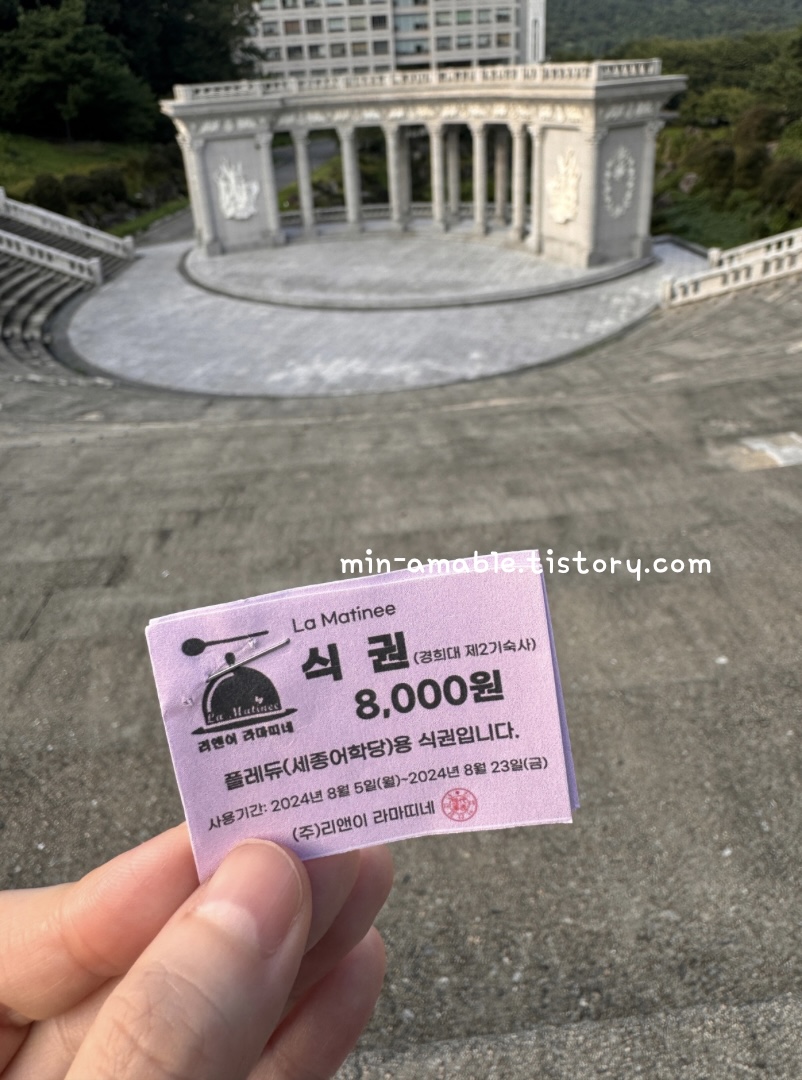 min-amable.tistory.com
La Matinee
식 권 (경희대 제2기숙사)
8,000원
La Matinee
리앤이 라마띠네
플레듀(세종어학당)용 식권입니다.
사용기간: 2024년 8월 5일(월)~2024년 8월 23일(금)
(주)리앤이 라마띠네